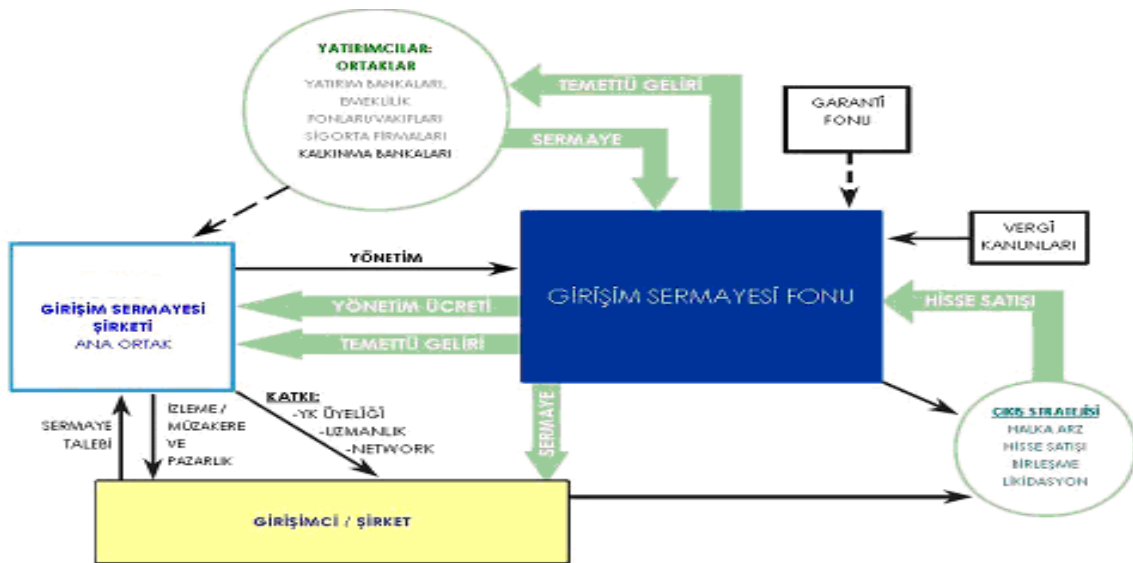 YATIRIMCILAR:
ORTAKLAR
YATIRIM BANKALARI,
EMEKLİLİK
FONLARI/VAKIFLARI
SİGORTA FİRMALARI
KALKINMA BANKALARI
TEMETTÜ GELİRİ
SERMAYE
GARANTİ
FONU
VERGİ
KANUNLARI
YÖNETİM
GİRİŞİM SERMAYESİ FONU
HİSSE SATIŞI
GİRİŞİM SERMAYESİ
ŞİRKETİ
ANA ORTAK
YÖNETİM ÜCRETİ
TEMETTÜ GELİRİ
SERMAYE
TALEBİ
İZLEME /
MÜZAKERE
VE
PAZARLIK
KATKI:
-YK ÜYELİĞİ
-UZMANLIK
-NETWORK
SERMAYE
ÇIKIŞ STRATEJİSİ
HALKA ARZ
HİSSE SATIŞI
BİRLEŞME
LİKİDASYON
GİRİŞİMCİ / ŞİRKET